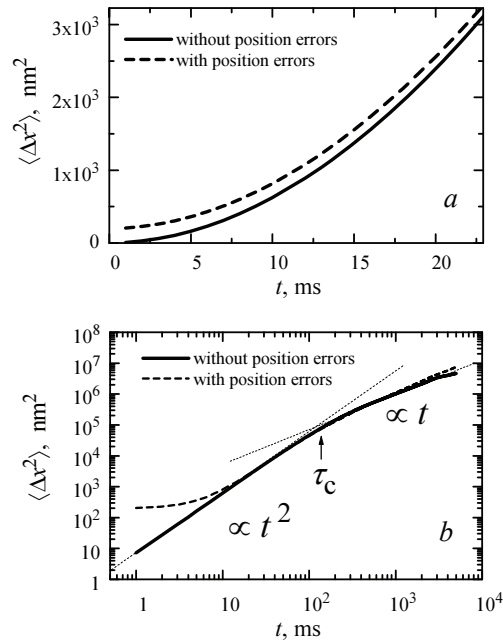 3x10³
2x10³
1x10³
0
⟨Δx²⟩, nm²
without position errors
with position errors
a
0 5 10 15 20
t, ms
10⁸
10⁷
10⁶
10⁵
10⁴
10³
10²
10
1
⟨Δx²⟩, nm²
without position errors
with position errors
∝ t
τc
∝ t²
b
1 10 10² 10³ 10⁴
t, ms